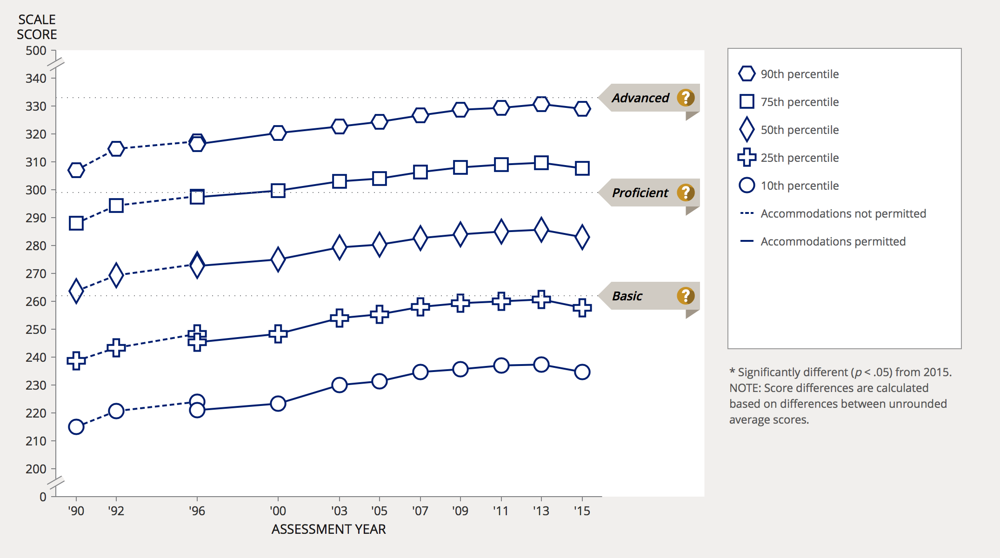 SCALE
SCORE
500
340
330
320
310
300
290
280
270
260
250
240
230
220
210
200
0
Advanced ?
Proficient ?
Basic ?
'90 '92 '96 '00 '03 '05 '07 '09 '11 '13 '15
ASSESSMENT YEAR
90th percentile
75th percentile
50th percentile
25th percentile
10th percentile
Accommodations not permitted
Accommodations permitted
* Significantly different (p < .05) from 2015.
NOTE: Score differences are calculated
based on differences between unrounded
average scores.